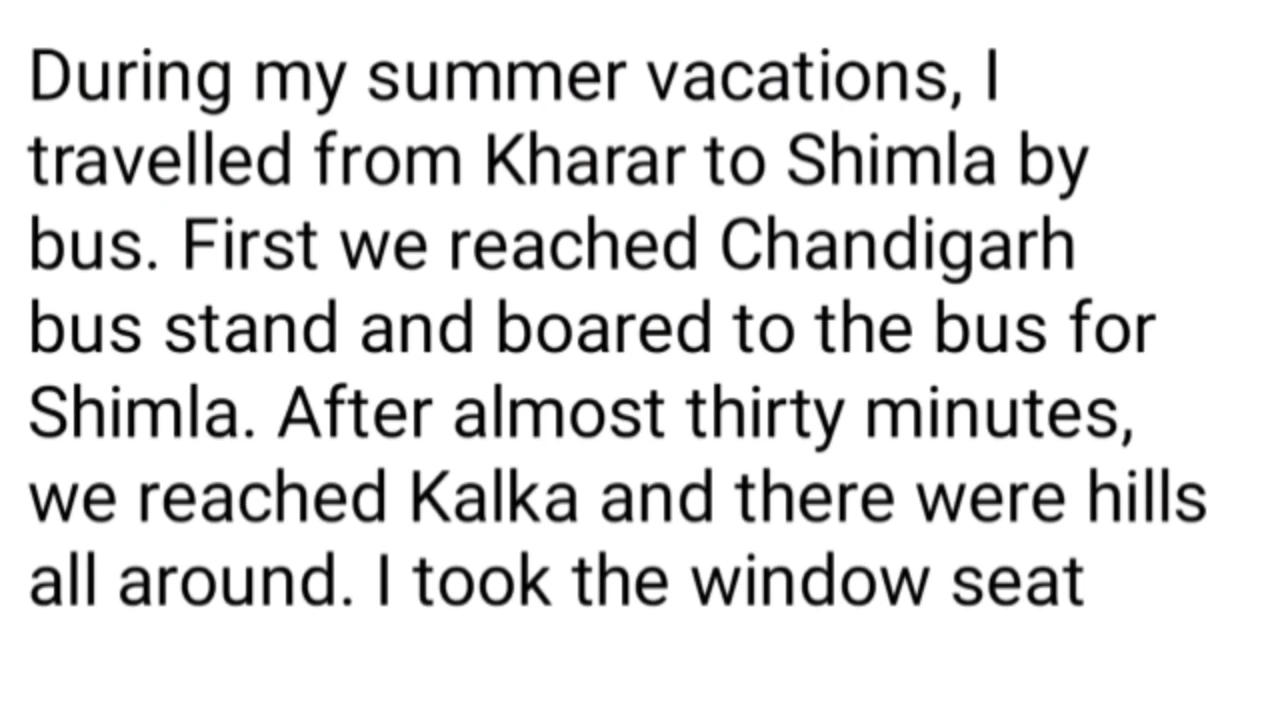 During my summer vacations, I
travelled from Kharar to Shimla by
bus. First we reached Chandigarh
bus stand and boared to the bus for
Shimla. After almost thirty minutes,
we reached Kalka and there were hills
all around. I took the window seat